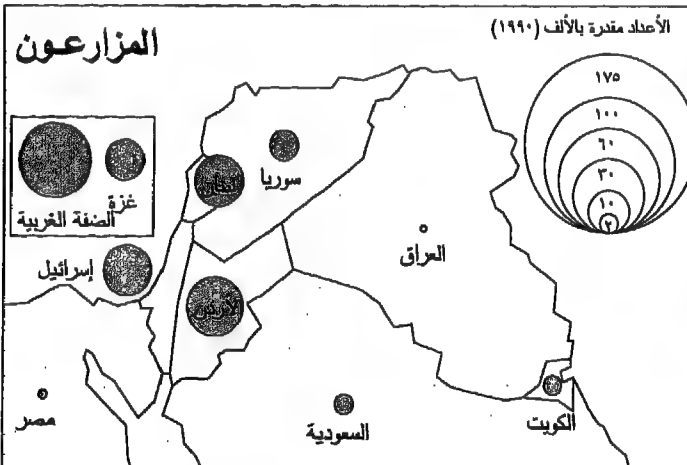 الأعداد مقدرة بالألف (١٩٩٠)
المزارعـون
١٧٥
١٠٠
٦٠
٣٠
١٠
٢
لبنان
سوريا
غزة
الضفة الغربية
إسرائيل
العراق
الأردن
مصر
السعودية
الكويت